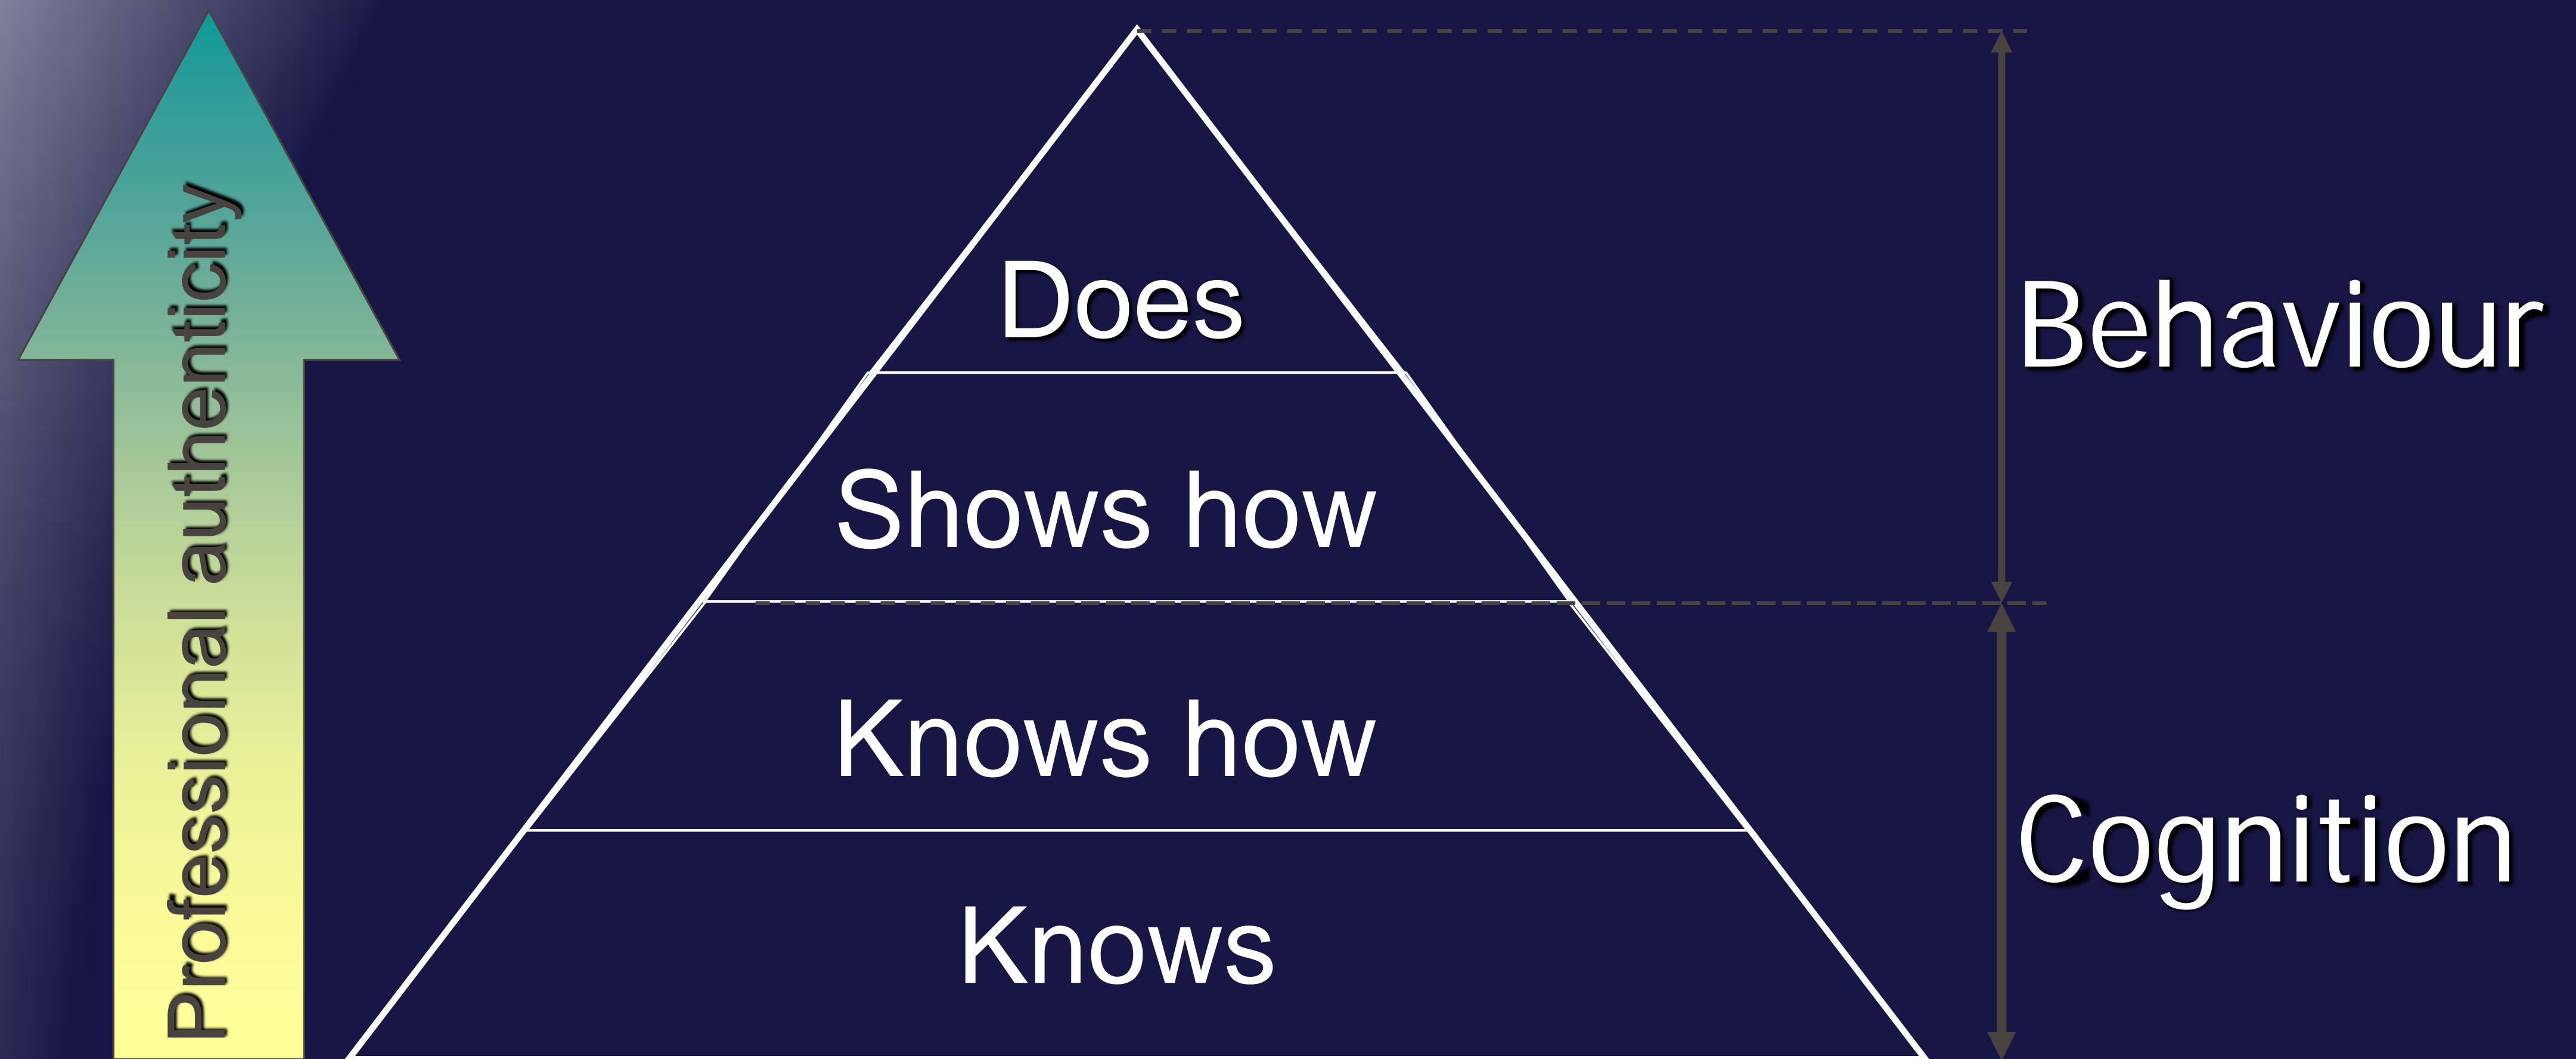 Professional authenticity
Does
Shows how
Knows how
Knows
Behaviour
Cognition